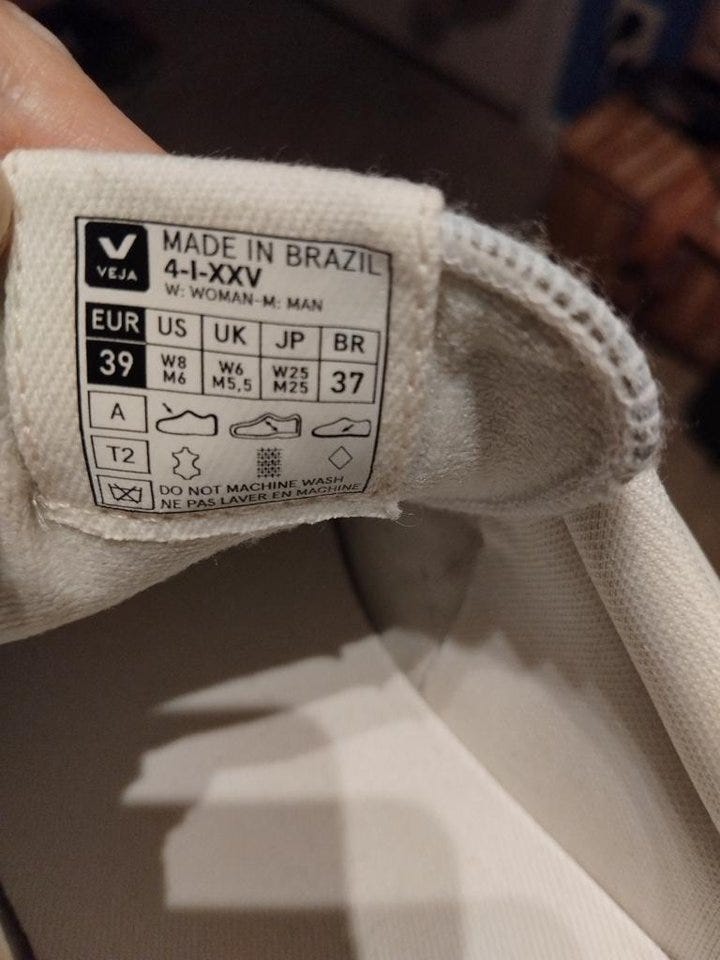 VEJA
MADE IN BRAZIL
4-I-XXV
W: WOMAN-M: MAN
EUR US UK JP BR
39 W8 M6 W6 M5,5 W25 M25 37
A
T2
DO NOT MACHINE WASH
NE PAS LAVER EN MACHINE